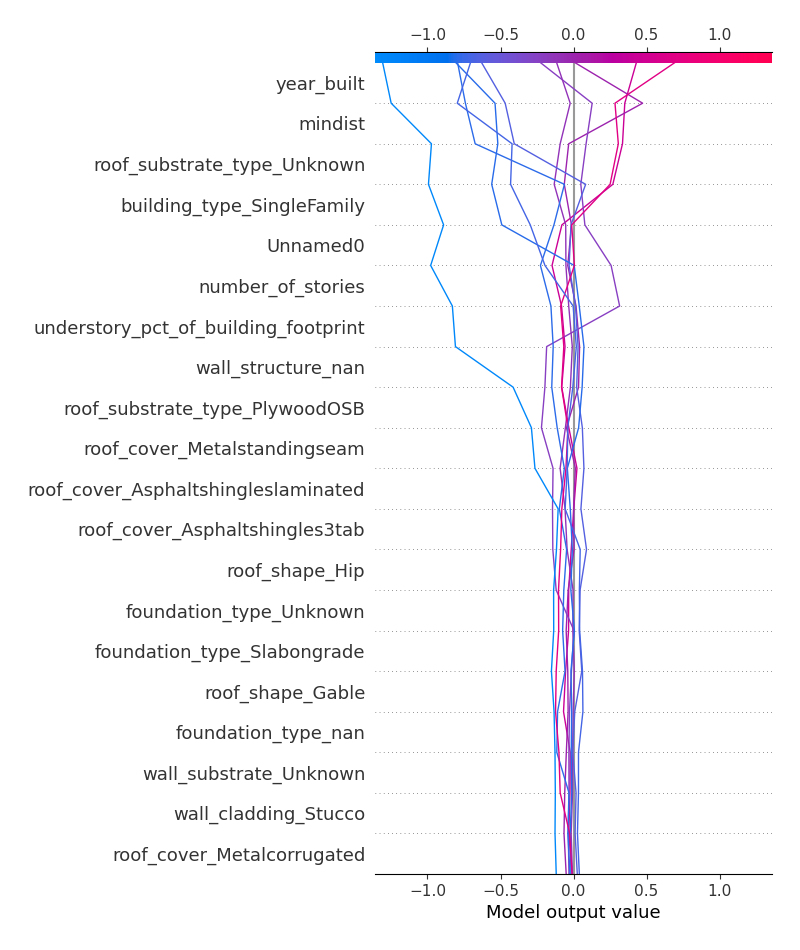 −1.0 −0.5 0.0 0.5 1.0
year_built
mindist
roof_substrate_type_Unknown
building_type_SingleFamily
Unnamed0
number_of_stories
understory_pct_of_building_footprint
wall_structure_nan
roof_substrate_type_PlywoodOSB
roof_cover_Metalstandingseam
roof_cover_Asphaltshingleslaminated
roof_cover_Asphaltshingles3tab
roof_shape_Hip
foundation_type_Unknown
foundation_type_Slabongrade
roof_shape_Gable
foundation_type_nan
wall_substrate_Unknown
wall_cladding_Stucco
roof_cover_Metalcorrugated
−1.0 −0.5 0.0 0.5 1.0
Model output value